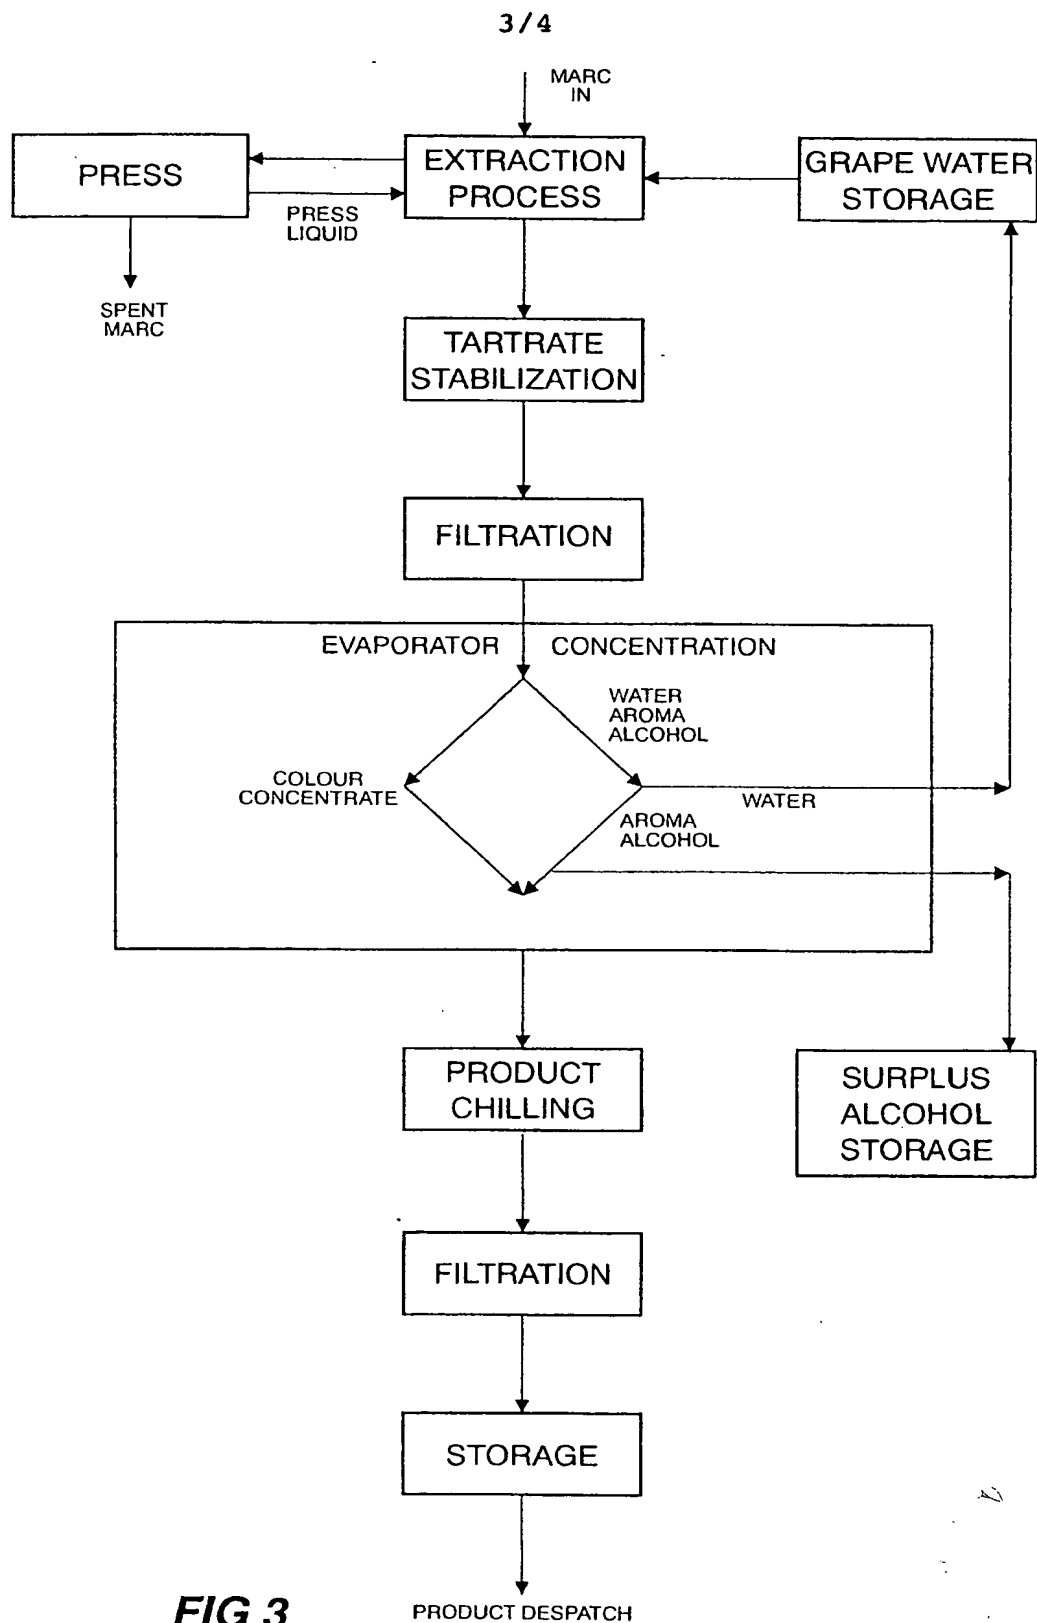 3/4
MARC
IN
PRESS
EXTRACTION
PROCESS
GRAPE WATER
STORAGE
PRESS
LIQUID
SPENT
MARC
TARTRATE
STABILIZATION
FILTRATION
EVAPORATOR CONCENTRATION
WATER
AROMA
ALCOHOL
COLOUR
CONCENTRATE
WATER
AROMA
ALCOHOL
PRODUCT
CHILLING
SURPLUS
ALCOHOL
STORAGE
FILTRATION
STORAGE
FIG 3
PRODUCT DESPATCH